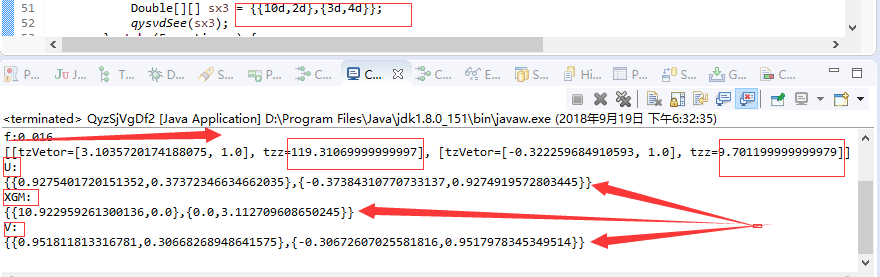 51 Double[][] sx3 = {{10d,2d},{3d,4d}};
52 qysvdSee(sx3);
53
P... Ju J... T... D... S... R... P... C... C... C... E... S... Hi... P... S... G...
<terminated> QyzSjVgDf2 [Java Application] D:\Program Files\Java\jdk1.8.0_151\bin\javaw.exe (2018年9月19日 下午6:32:35)
f:0.016
[[tzVetor=[3.1035720174188075, 1.0], tzz=119.31069999999997], [tzVetor=[-0.322259684910593, 1.0], tzz=9.701199999999979]]
U:
{{0.9275401720151352,0.37372346634662035},{-0.37384310770733137,0.9274919572803445}}
XGM:
{{10.922959261300136,0.0},{0.0,3.112709608650245}}
V:
{{0.951811813316781,0.30668268948641575},{-0.30672607025581816,0.9517978345349514}}